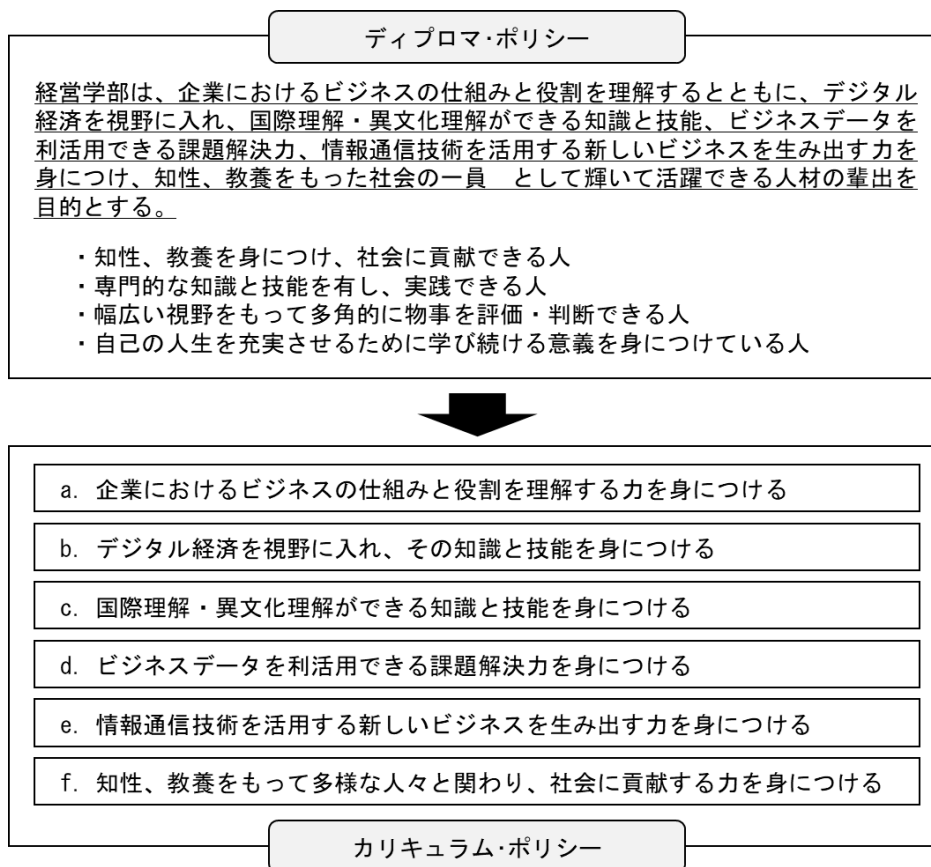 ディプロマ･ポリシー
経営学部は、企業におけるビジネスの仕組みと役割を理解するとともに、デジタル
経済を視野に入れ、国際理解・異文化理解ができる知識と技能、ビジネスデータを
利活用できる課題解決力、情報通信技術を活用する新しいビジネスを生み出す力を
身につけ、知性、教養をもった社会の一員　として輝いて活躍できる人材の輩出を
目的とする。
・知性、教養を身につけ、社会に貢献できる人
・専門的な知識と技能を有し、実践できる人
・幅広い視野をもって多角的に物事を評価・判断できる人
・自己の人生を充実させるために学び続ける意義を身につけている人
a. 企業におけるビジネスの仕組みと役割を理解する力を身につける
b. デジタル経済を視野に入れ、その知識と技能を身につける
c. 国際理解・異文化理解ができる知識と技能を身につける
d. ビジネスデータを利活用できる課題解決力を身につける
e. 情報通信技術を活用する新しいビジネスを生み出す力を身につける
f. 知性、教養をもって多様な人々と関わり、社会に貢献する力を身につける
カリキュラム･ポリシー